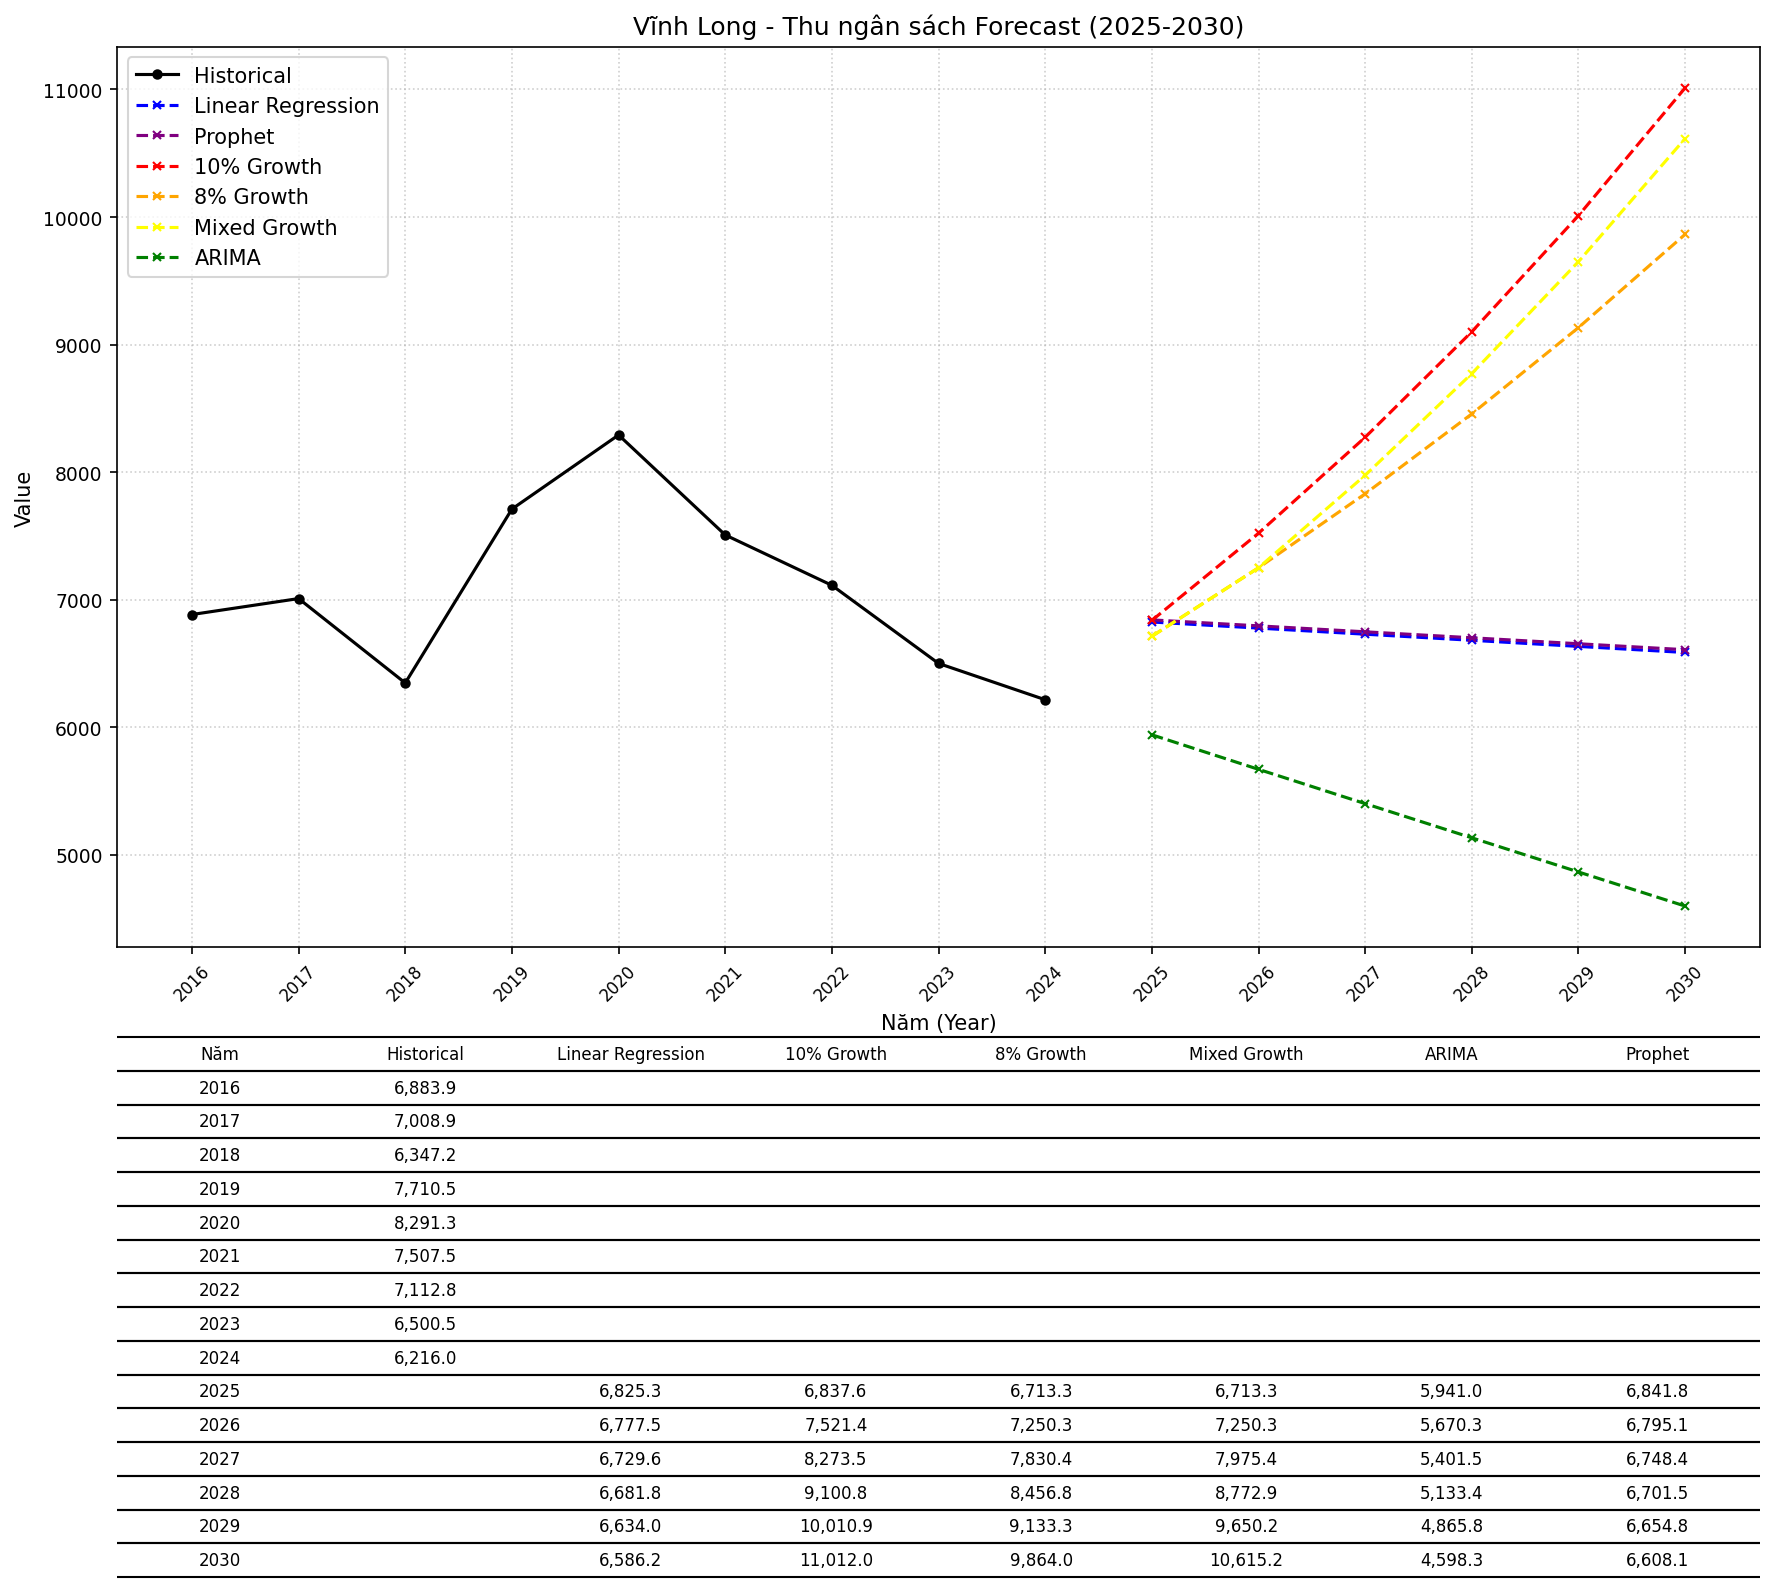 Vĩnh Long - Thu ngân sách Forecast (2025-2030)
Historical
Linear Regression
Prophet
10% Growth
8% Growth
Mixed Growth
ARIMA
Value
11000
10000
9000
8000
7000
6000
5000
2016 2017 2018 2019 2020 2021 2022 2023 2024 2025 2026 2027 2028 2029 2030
Năm (Year)
Năm Historical Linear Regression 10% Growth 8% Growth Mixed Growth ARIMA Prophet
2016 6,883.9
2017 7,008.9
2018 6,347.2
2019 7,710.5
2020 8,291.3
2021 7,507.5
2022 7,112.8
2023 6,500.5
2024 6,216.0
2025 6,825.3 6,837.6 6,713.3 6,713.3 5,941.0 6,841.8
2026 6,777.5 7,521.4 7,250.3 7,250.3 5,670.3 6,795.1
2027 6,729.6 8,273.5 7,830.4 7,975.4 5,401.5 6,748.4
2028 6,681.8 9,100.8 8,456.8 8,772.9 5,133.4 6,701.5
2029 6,634.0 10,010.9 9,133.3 9,650.2 4,865.8 6,654.8
2030 6,586.2 11,012.0 9,864.0 10,615.2 4,598.3 6,608.1